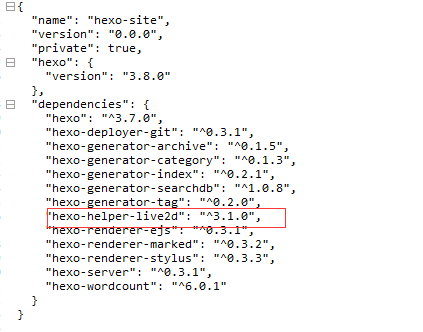 {
"name": "hexo-site",
"version": "0.0.0",
"private": true,
"hexo": {
"version": "3.8.0"
},
"dependencies": {
"hexo": "^3.7.0",
"hexo-deployer-git": "^0.3.1",
"hexo-generator-archive": "^0.1.5",
"hexo-generator-category": "^0.1.3",
"hexo-generator-index": "^0.2.1",
"hexo-generator-searchdb": "^1.0.8",
"hexo-generator-tag": "^0.2.0",
"hexo-helper-live2d": "^3.1.0",
"hexo-renderer-ejs": "^0.3.1",
"hexo-renderer-marked": "^0.3.2",
"hexo-renderer-stylus": "^0.3.3",
"hexo-server": "^0.3.1",
"hexo-wordcount": "^6.0.1"
}
}